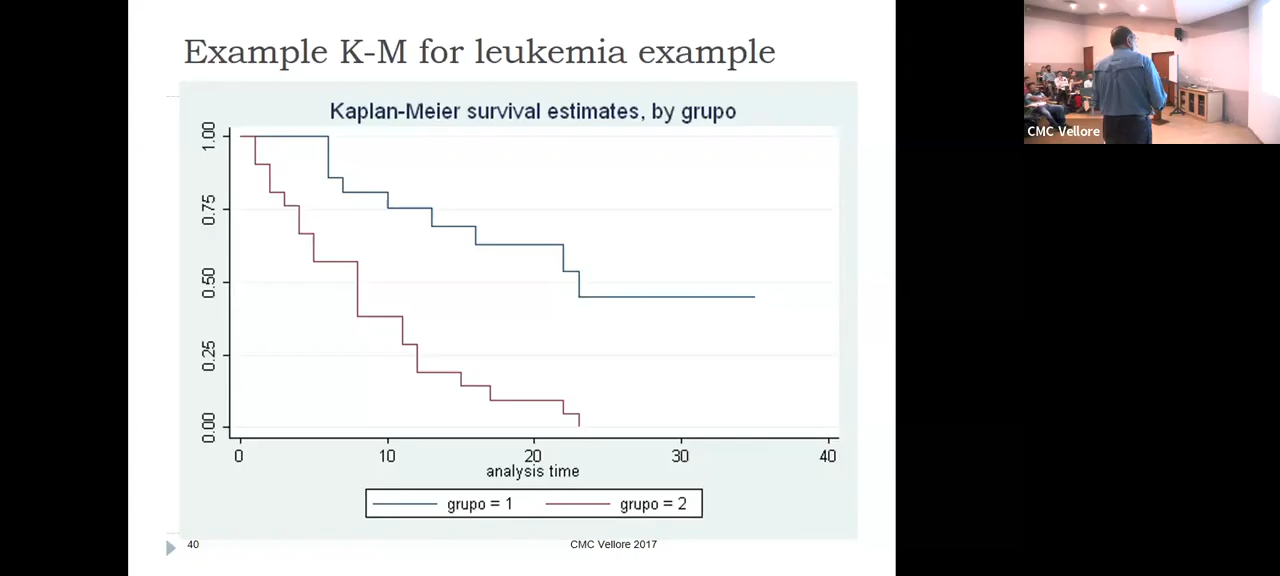 Example K-M for leukemia example
Kaplan-Meier survival estimates, by grupo
1.00
0.75
0.50
0.25
0.00
0 10 20 30 40
analysis time
grupo = 1 grupo = 2
40 CMC Vellore 2017
CMC Vellore